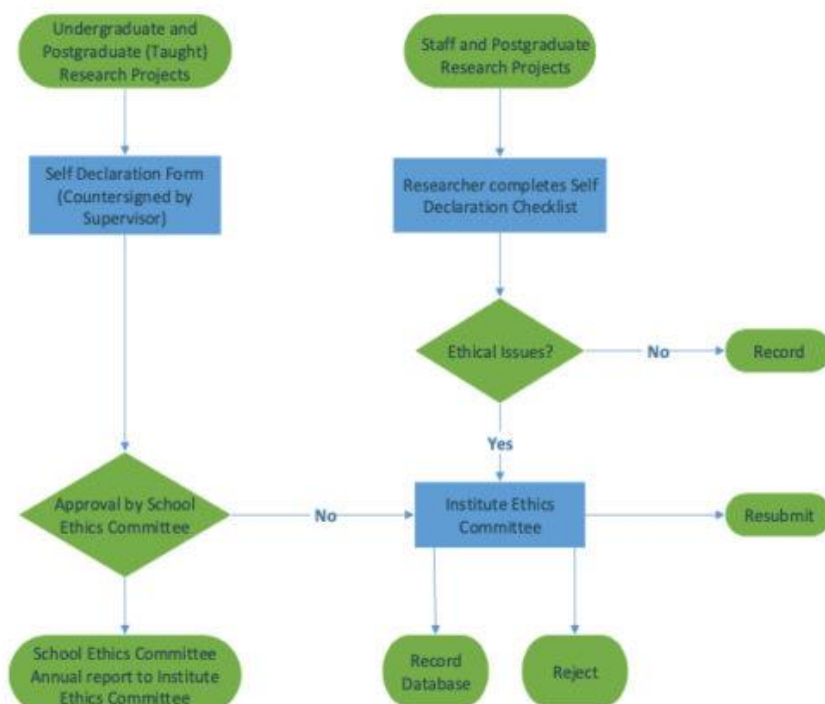 Undergraduate and
Postgraduate (Taught)
Research Projects
Staff and Postgraduate
Research Projects
Self Declaration Form
(Countersigned by
Supervisor)
Researcher completes Self
Declaration Checklist
Ethical Issues?
No
Record
Yes
Approval by School
Ethics Committee
No
Institute Ethics
Committee
Resubmit
School Ethics Committee
Annual report to Institute
Ethics Committee
Record
Database
Reject